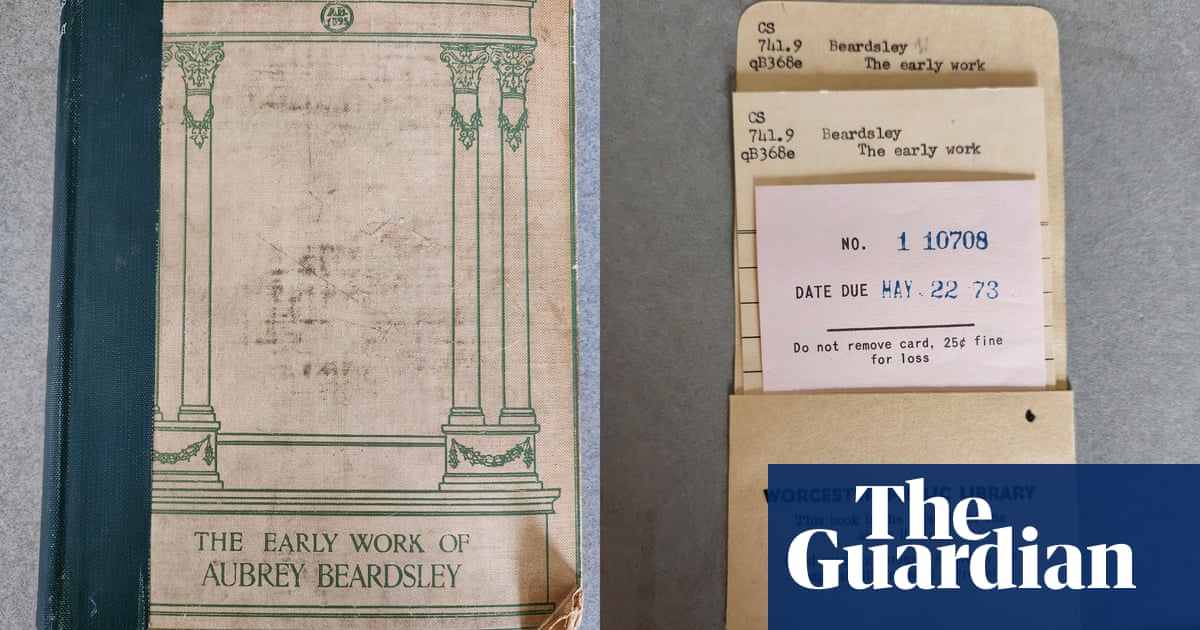 A.B.
1895
THE EARLY WORK OF
AUBREY BEARDSLEY
CS
741.9 Beardsley
qB368e The early work
CS
741.9 Beardsley
qB368e The early work
NO. 1 10708
DATE DUE MAY 22 73
Do not remove card, 25¢ fine
for loss
LIBRARY
This book
The
Guardian